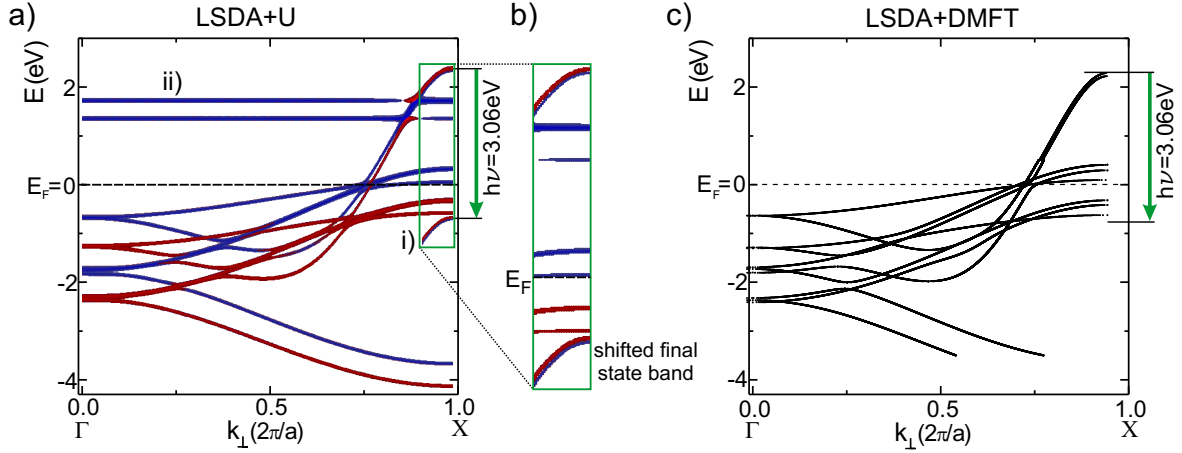 a) LSDA+U
E (eV)
2
E_F=0
-2
-4
ii)
i)
hν=3.06eV
0.0 0.5 1.0
Γ k⊥(2π/a) X
b)
E_F
shifted final
state band
c) LSDA+DMFT
E (eV)
2
E_F=0
-2
-4
hν=3.06eV
0.0 0.5 1.0
Γ k⊥(2π/a) X